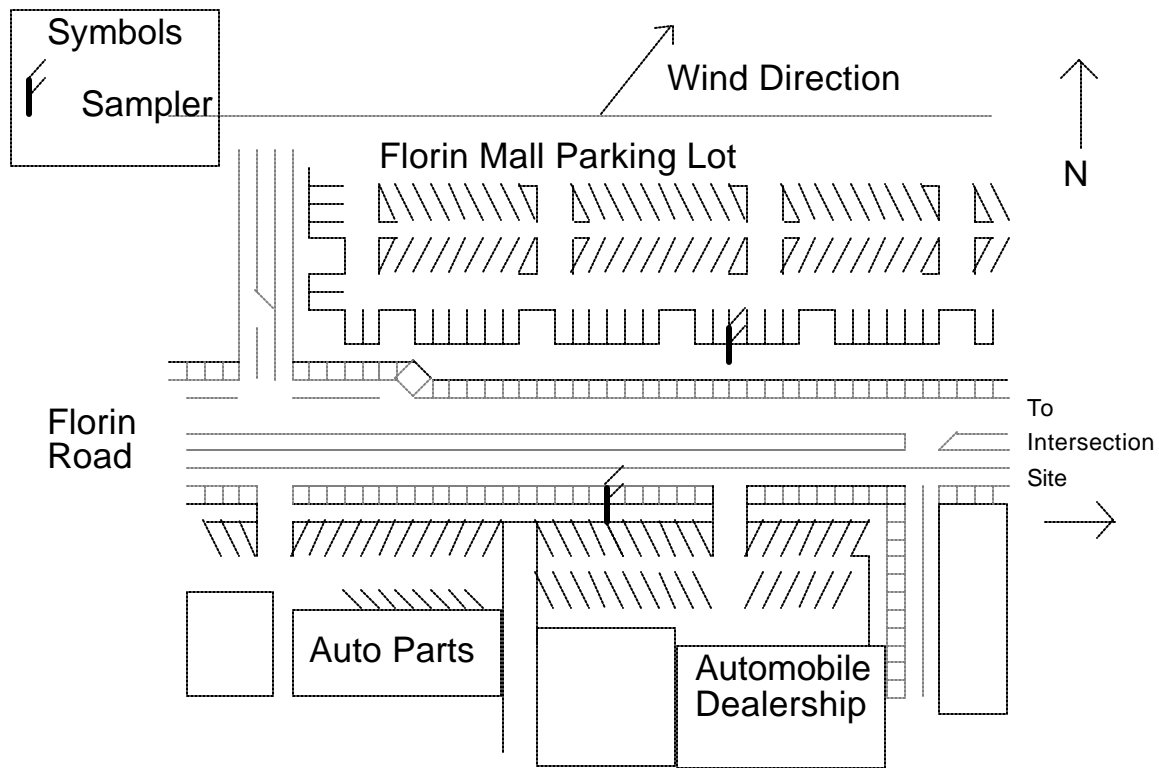 Symbols
Sampler
Wind Direction
N
Florin Mall Parking Lot
Florin
Road
To
Intersection
Site
Auto Parts
Automobile
Dealership